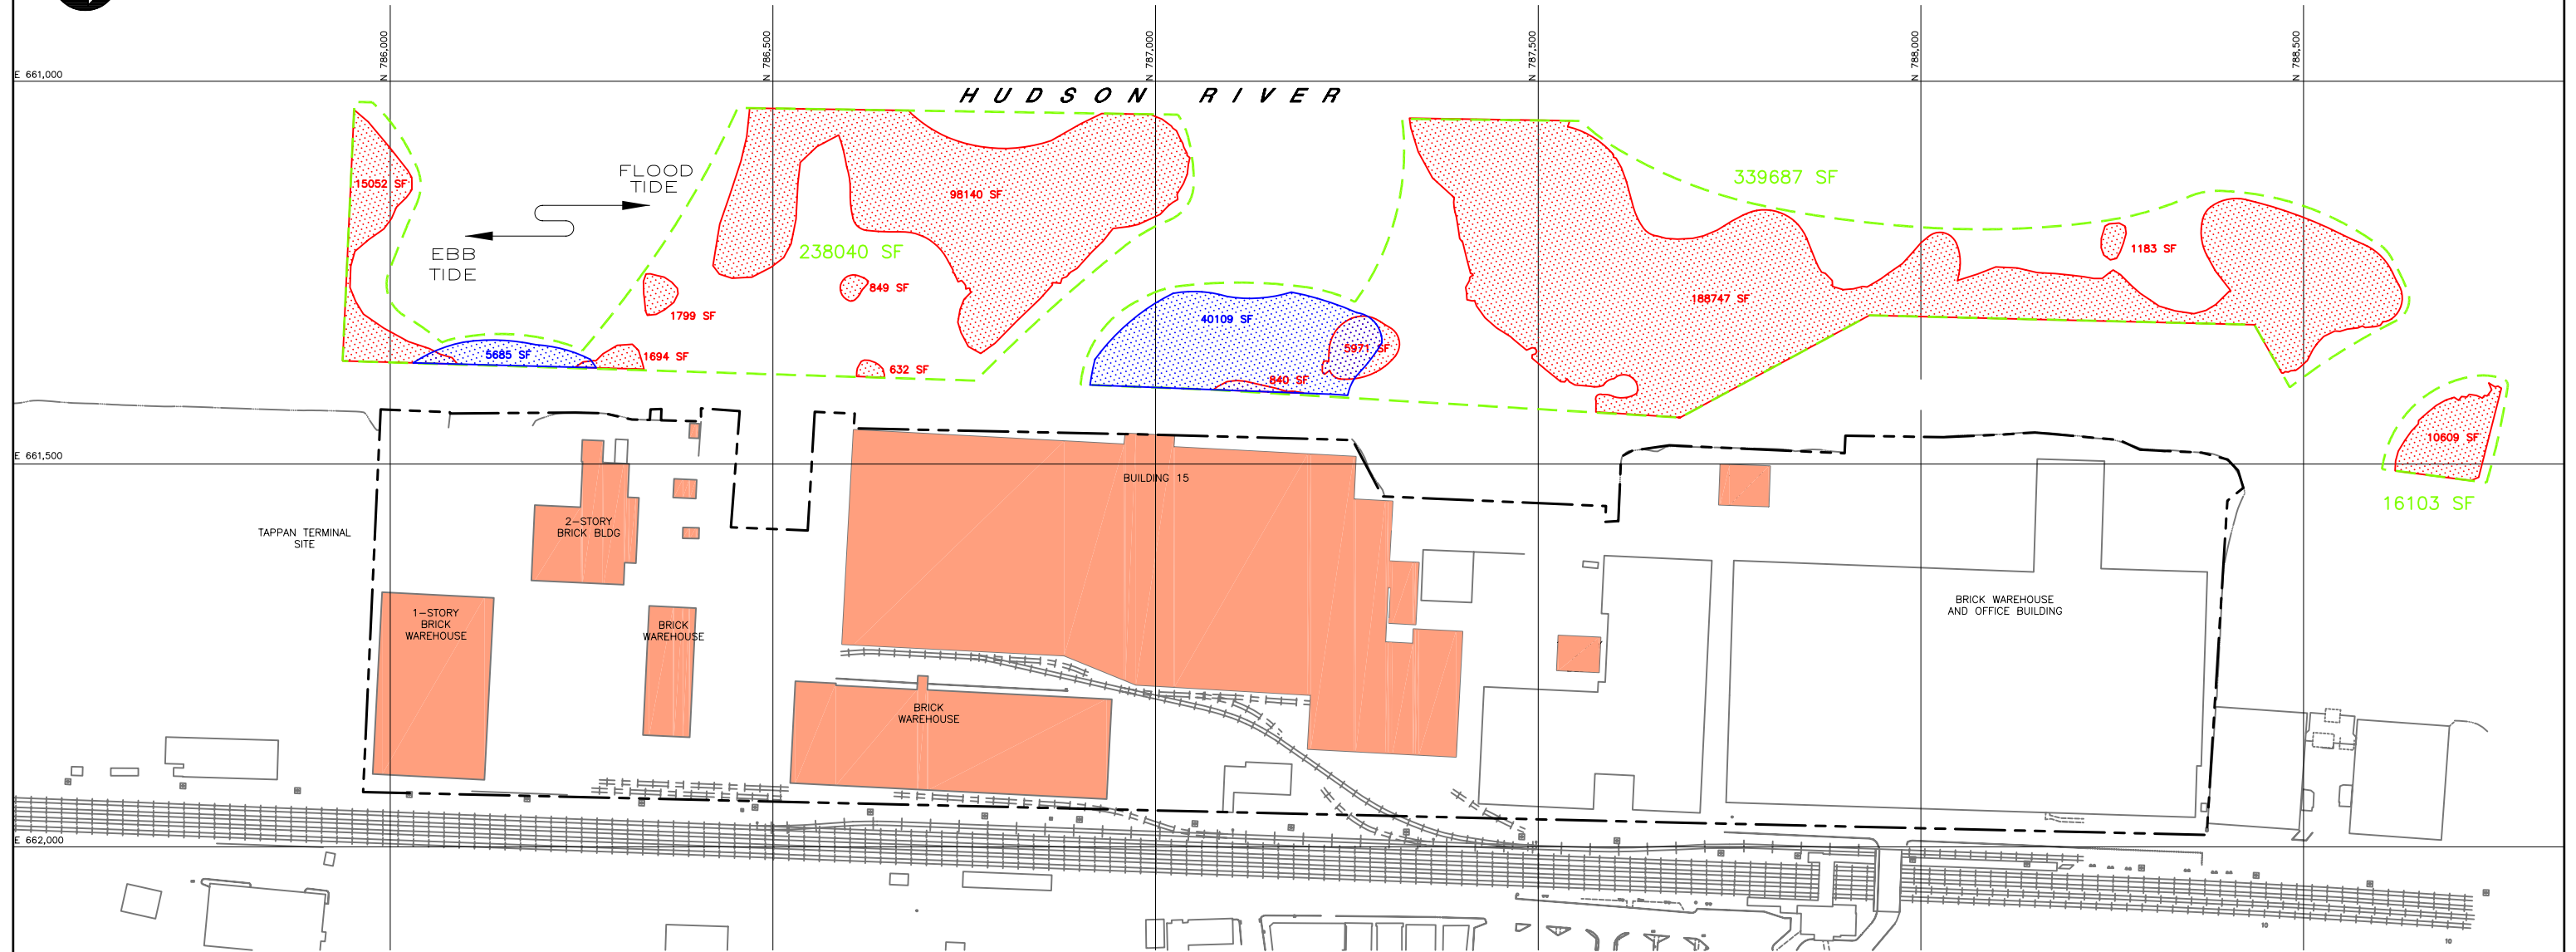 N 786,000
N 786,500
N 787,000
N 787,500
N 788,000
N 788,500
E 661,000
HUDSON RIVER
FLOOD
TIDE
EBB
TIDE
15052 SF
98140 SF
339687 SF
238040 SF
1183 SF
849 SF
1799 SF
188747 SF
40109 SF
5971 SF
5685 SF
1694 SF
632 SF
840 SF
10609 SF
E 661,500
16103 SF
BUILDING 15
TAPPAN TERMINAL
SITE
2-STORY
BRICK BLDG
1-STORY
BRICK
WAREHOUSE
BRICK
WAREHOUSE
BRICK WAREHOUSE
AND OFFICE BUILDING
BRICK
WAREHOUSE
E 662,000
10
10